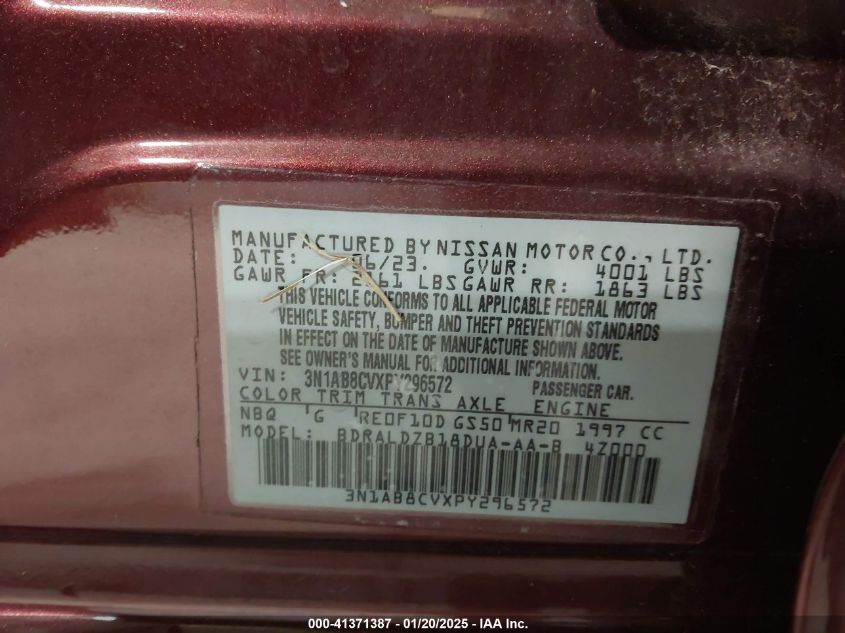 MANUFACTURED BY NISSAN MOTOR CO., LTD.
DATE: 06/23. GVWR: 4001 LBS
GAWR FR: LBS GAWR RR: 1863 LBS
THIS VEHICLE CONFORMS TO ALL APPLICABLE FEDERAL MOTOR
VEHICLE SAFETY, BUMPER AND THEFT PREVENTION STANDARDS
IN EFFECT ON THE DATE OF MANUFACTURE SHOWN ABOVE.
SEE OWNER'S MANUAL FOR ADDITIONAL INFORMATION.
VIN: 3N1AB8CVXPY296572 PASSENGER CAR.
COLOR TRIM TRANS AXLE ENGINE
NBQ G RE0F10D GS50 MR20 1997 CC
MODEL: BDRALDZB18DUA-AA-B 4Z000
3N1AB8CVXPY296572
000-41371387 - 01/20/2025 - IAA Inc.